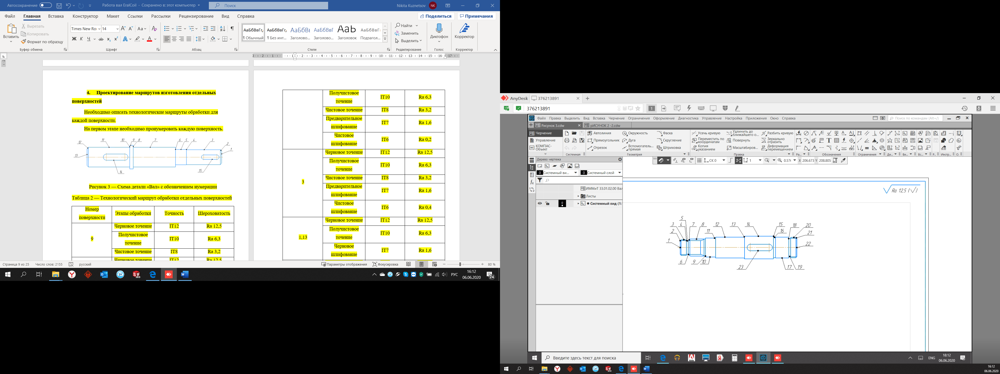 Автосохранение
Работа вал EralCoil - Сохранено в: этот компьютер
Поиск
Nikita Kuznetsov NK
Файл Главная Вставка Конструктор Макет Ссылки Рассылки Рецензирование Вид Справка
Поделиться Примечания
Вставить
Вырезать
Копировать
Формат по образцу
Буфер обмена
Times New Ro 14
Шрифт
Абзац
АаБбВвГг, АаБбВвГг, АаБбВı АаБбВвГ Aab АаБбВвГı
¶ Обычный ¶ Без инт... Заголово... Заголово... Заголовок Подзагол...
Стили
Найти
Заменить
Выделить
Редактирование
Диктофон
Голос
Корректор
Корректор
4. Проектирование маршрутов изготовления отдельных
поверхностей
Необходимо описать технологические маршруты обработки для
каждой поверхности.
На первом этапе необходимо пронумеровать каждую поверхность.
12 11 10 9 8 7 6 5 4 3 2 1
13 14 15
Рисунок 3 — Схема детали «Вал» с обозначением нумерации
Таблица 2 — Технологический маршрут обработки отдельных поверхностей
Номер
поверхности
Этапы обработки Точность Шероховатость
9
Черновое точение IT12 Ra 12,5
Получистовое
точение
IT10 Ra 6,3
Чистовое точение IT8 Ra 3,2
Черновое точение IT12 Ra 12,5
Получистовое
точение
IT10 Ra 6,3
Чистовое точение IT8 Ra 3,2
Предварительное
шлифование
IT7 Ra 1,6
Чистовое
шлифование
IT6 Ra 0,2
3
Черновое точение IT12 Ra 12,5
Получистовое
точение
IT10 Ra 6,3
Чистовое точение IT8 Ra 3,2
Предварительное
шлифование
IT7 Ra 1,6
Чистовое
шлифование
IT6 Ra 0,4
1,13
Черновое точение IT12 Ra 12,5
Получистовое
точение
IT10 Ra 6,3
Черновое
шлифование
IT7 Ra 1,6
Страница 9 из 25 Число слов: 2155 русский
Параметры отображения Фокусировка 80 %
РУС
16:12
06.06.2020
24
AnyDesk 376213891
376213891
1
Файл Правка Выделить Вид Вставка Черчение Ограничения Оформление Диагностика Управление Настройка Приложения Окно Справка
Поиск по командам (Alt+/)
Рисунок 3.cdw
рИСУНОК 2 -2.cdw
Черчение
Управление
КОМПАС-
Объект
Системная
Автолиния
Прямоугольник
Отрезок
Окружность
Дуга
Вспомогатель...
прямая
Фаска
Скругление
Штриховка
Геометрия
Усечь кривую
Переместить по
координатам
Копия
указанием
Удлинить до
ближайшего о...
Повернуть
Масштабиров...
Разбить кривую
Зеркально
отразить
Деформация
перемещением
Правка
Ра...
Обозначения
Ограничения
Ди...
Ви...
Вс...
Р...
Инстр...
О.
Дерево чертежа
СК 0 1 0.576 X 206.673 Y 208.805
0 Системный ви... 0 Системный слой
ИММиТ 33.01.02.00 Вал
Листы
0
Системный вид (1:
Ra 12,5 (√)
5
3 4 7 8 12 13 14 15 18 20
2 11 16 21
1 22
6 9 10 23 17 19
Введите здесь текст для поиска
ENG
18:12
06.06.2020
16:12
06.06.2020